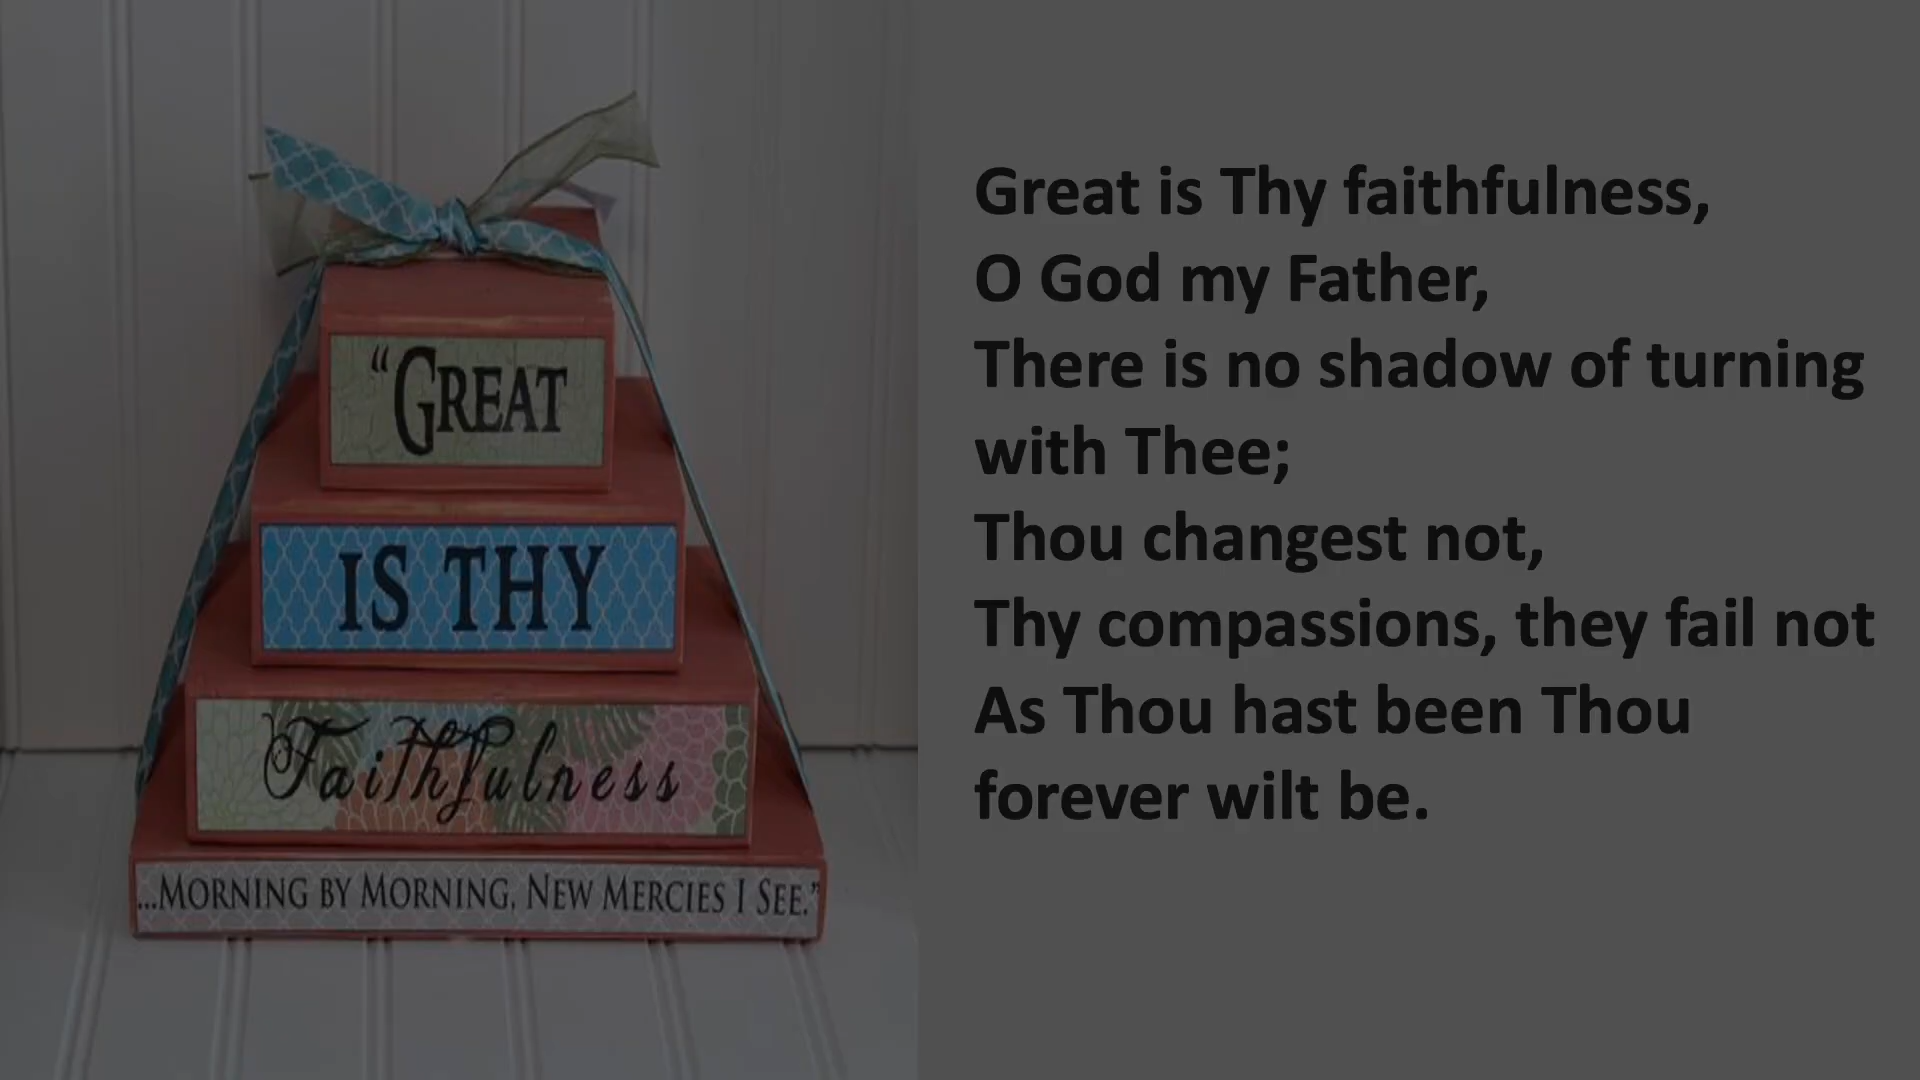 “GREAT
IS THY
Faithfulness
...MORNING BY MORNING, NEW MERCIES I SEE.”
Great is Thy faithfulness,
O God my Father,
There is no shadow of turning
with Thee;
Thou changest not,
Thy compassions, they fail not
As Thou hast been Thou
forever wilt be.